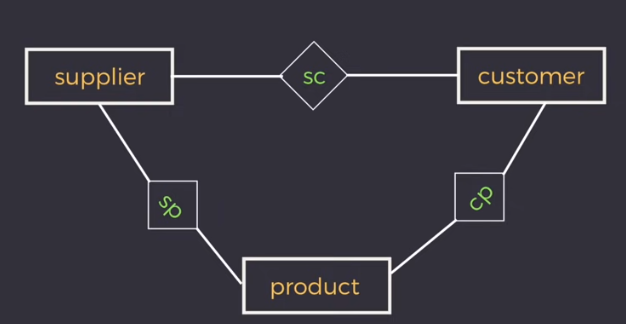 supplier
sc
customer
sp
cp
product